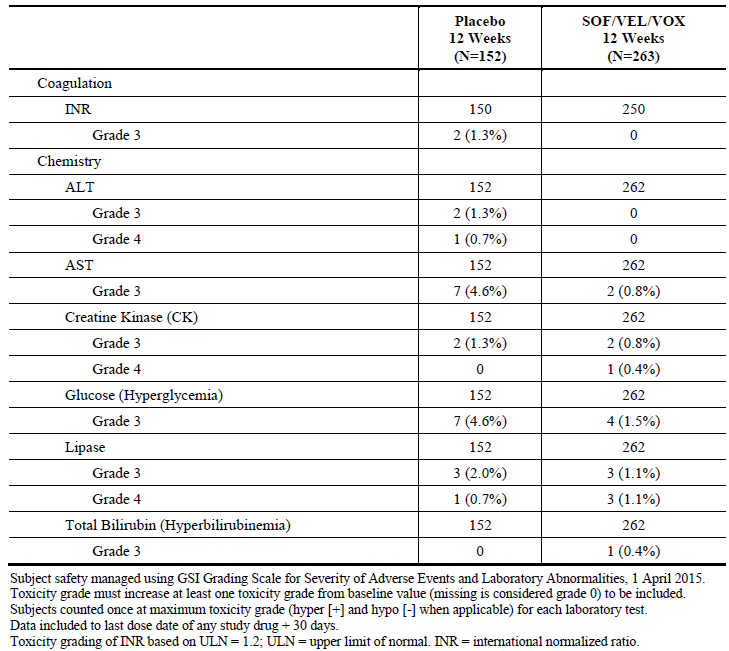 Placebo SOF/VEL/VOX
12 Weeks 12 Weeks
(N=152) (N=263)
Coagulation
INR 150 250
Grade 3 2 (1.3%) 0
Chemistry
ALT 152 262
Grade 3 2 (1.3%) 0
Grade 4 1 (0.7%) 0
AST 152 262
Grade 3 7 (4.6%) 2 (0.8%)
Creatine Kinase (CK) 152 262
Grade 3 2 (1.3%) 2 (0.8%)
Grade 4 0 1 (0.4%)
Glucose (Hyperglycemia) 152 262
Grade 3 7 (4.6%) 4 (1.5%)
Lipase 152 262
Grade 3 3 (2.0%) 3 (1.1%)
Grade 4 1 (0.7%) 3 (1.1%)
Total Bilirubin (Hyperbilirubinemia) 152 262
Grade 3 0 1 (0.4%)
Subject safety managed using GSI Grading Scale for Severity of Adverse Events and Laboratory Abnormalities, 1 April 2015.
Toxicity grade must increase at least one toxicity grade from baseline value (missing is considered grade 0) to be included.
Subjects counted once at maximum toxicity grade (hyper [+] and hypo [-] when applicable) for each laboratory test.
Data included to last dose date of any study drug + 30 days.
Toxicity grading of INR based on ULN = 1.2; ULN = upper limit of normal. INR = international normalized ratio.